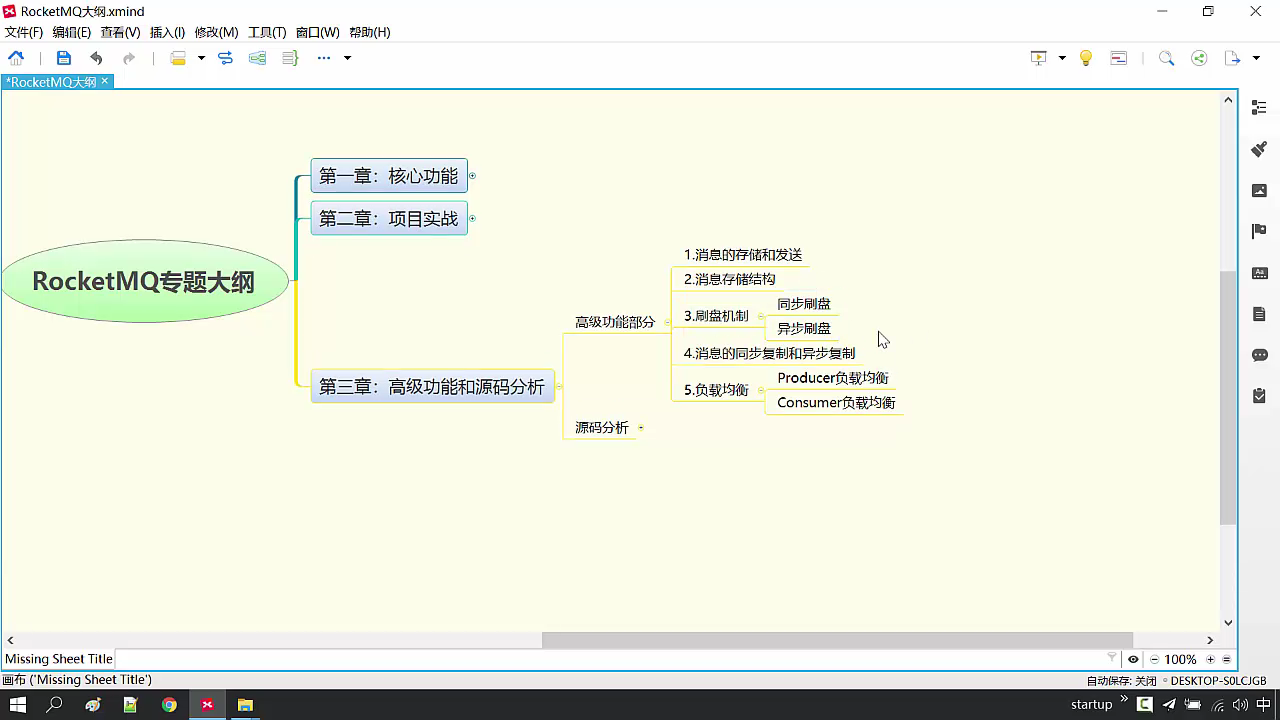 RocketMQ大纲.xmind
文件(F) 编辑(E) 查看(V) 插入(I) 修改(M) 工具(T) 窗口(W) 帮助(H)
*RocketMQ大纲
第一章：核心功能
第二章：项目实战
RocketMQ专题大纲
第三章：高级功能和源码分析
高级功能部分
1.消息的存储和发送
2.消息存储结构
3.刷盘机制
同步刷盘
异步刷盘
4.消息的同步复制和异步复制
5.负载均衡
Producer负载均衡
Consumer负载均衡
源码分析
Missing Sheet Title
100%
画布 ('Missing Sheet Title')
自动保存: 关闭
DESKTOP-S0LCJGB
startup
中